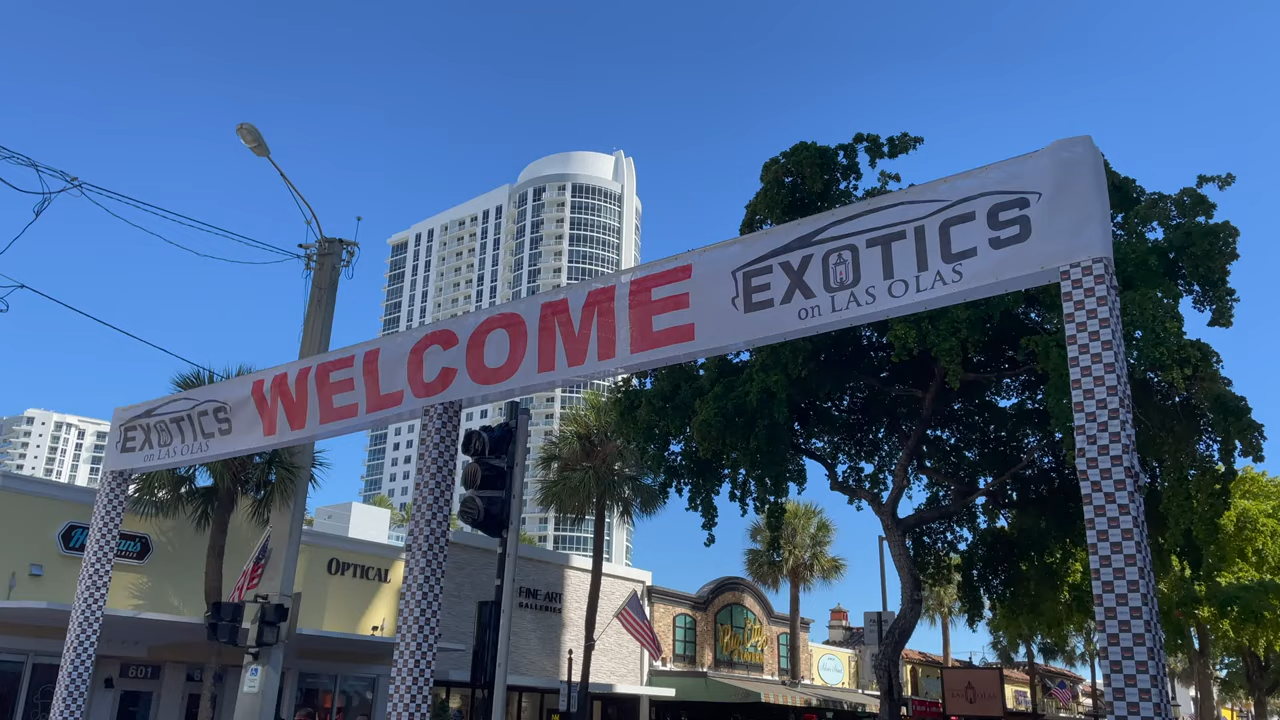 EXOTICS
on LAS OLAS
WELCOME
EXOTICS
on LAS OLAS
OPTICAL
FINE ART
GALLERIES
601